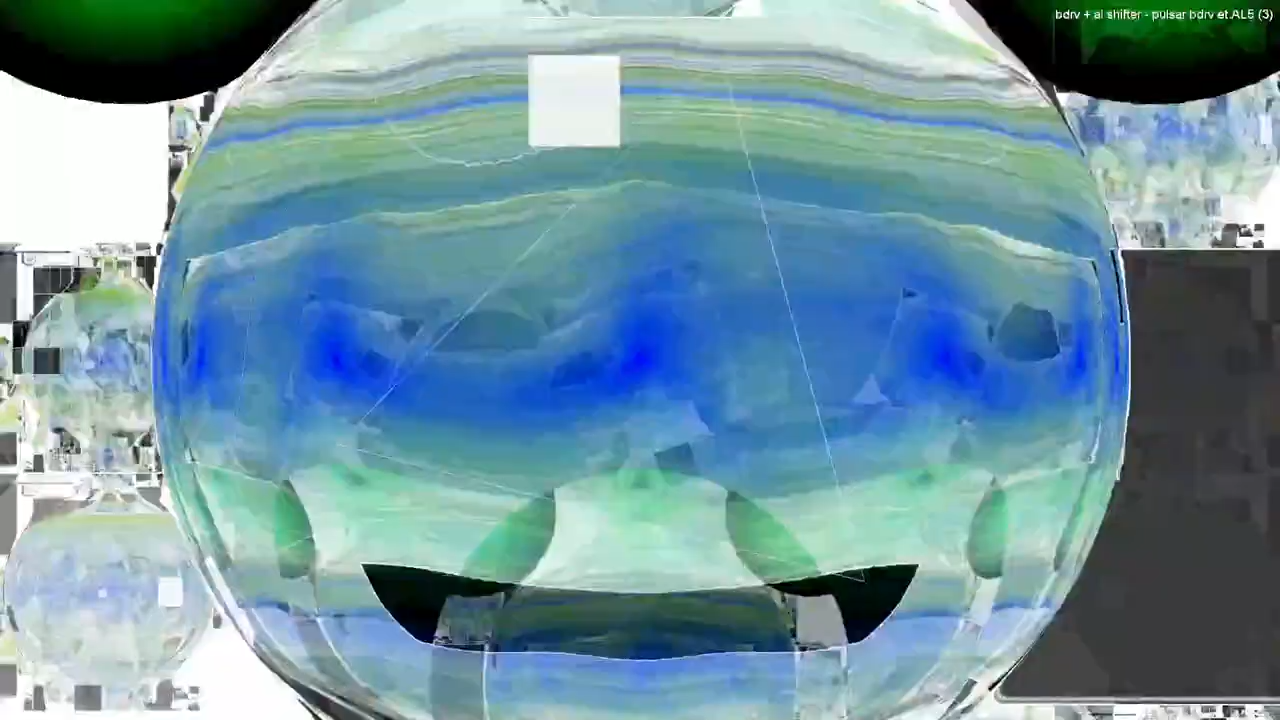 bdrv + al shifter - pulsar bdrv et.AL5 (3)